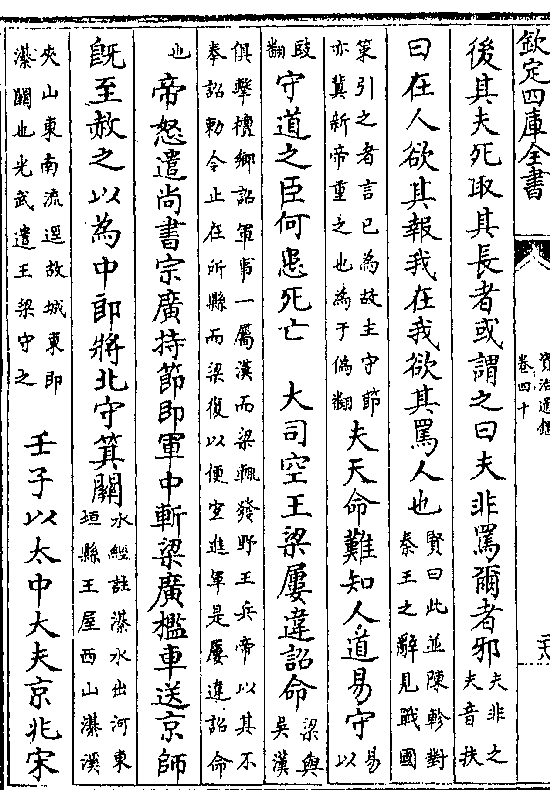 欽定四庫全書
資治通鑑
卷四十
後其夫死取其長者或謂之曰夫非罵爾者邪夫非之夫音扶
曰在人欲其報我在我欲其罵人也賢曰此並陳軫對秦王之辭見戰國
策引之者言已為故主守節亦冀新帝重之也為于偽翻夫天命難知人道易守易以
豉翻守道之臣何患死亡 大司空王梁屢違詔命梁與吳漢
俱擊檀鄉詔軍事一屬漢而梁輒發野王兵帝以其不奉詔勅令止在所縣而梁復以便宜進軍是屢違詔命
也帝怒遣尚書宗廣持節即軍中斬梁廣檻車送京師
既至赦之以為中郎將北守箕關水經註瀑水出河東垣縣王屋西山瀑溪
夾山東南流逕故城東即瀑關也光武遣王梁守之 壬子以太中大夫京兆宋